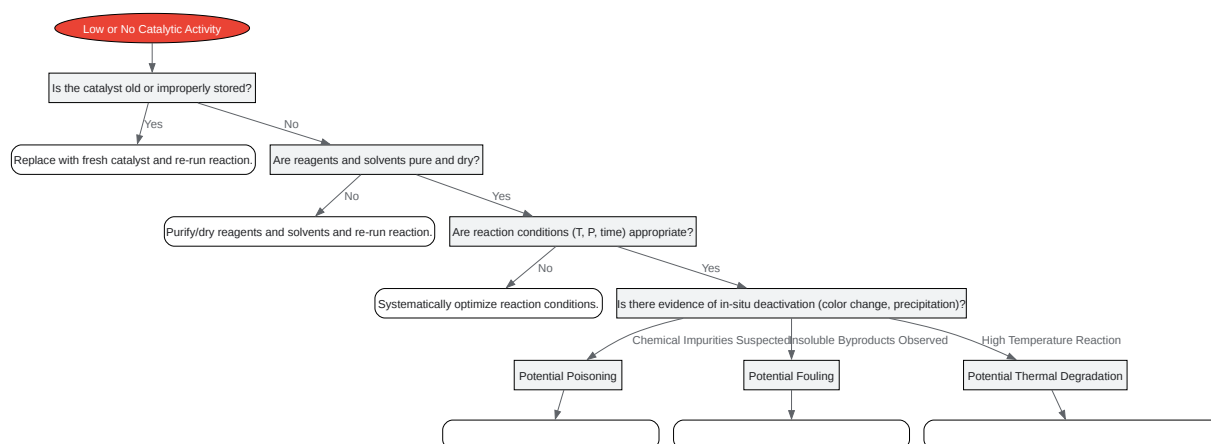 Low or No Catalytic Activity
Is the catalyst old or improperly stored?
Yes
No
Replace with fresh catalyst and re-run reaction.
Are reagents and solvents pure and dry?
No
Yes
Purify/dry reagents and solvents and re-run reaction.
Are reaction conditions (T, P, time) appropriate?
No
Yes
Systematically optimize reaction conditions.
Is there evidence of in-situ deactivation (color change, precipitation)?
Chemical Impurities Suspected
Insoluble Byproducts Observed
High Temperature Reaction
Potential Poisoning
Potential Fouling
Potential Thermal Degradation